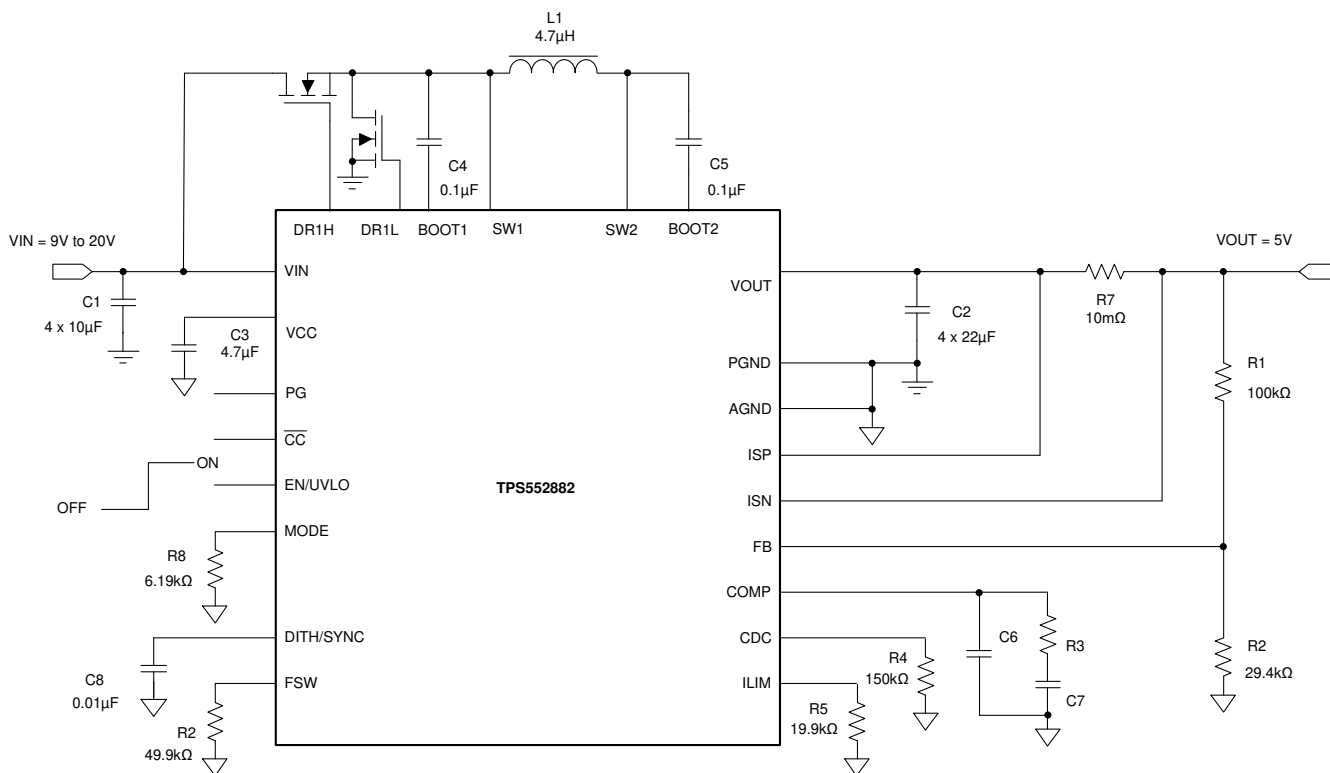 L1
4.7µH
C4
0.1µF
C5
0.1µF
DR1H
DR1L
BOOT1
SW1
SW2
BOOT2
VIN = 9V to 20V
VIN
C1
4 x 10µF
C3
4.7µF
VCC
PG
CC
ON
OFF
EN/UVLO
MODE
R8
6.19kΩ
DITH/SYNC
C8
0.01µF
FSW
R2
49.9kΩ
TPS552882
VOUT
VOUT = 5V
R7
10mΩ
C2
4 x 22µF
PGND
AGND
ISP
ISN
FB
COMP
CDC
ILIM
R1
100kΩ
R2
29.4kΩ
C6
R3
C7
R4
150kΩ
R5
19.9kΩ